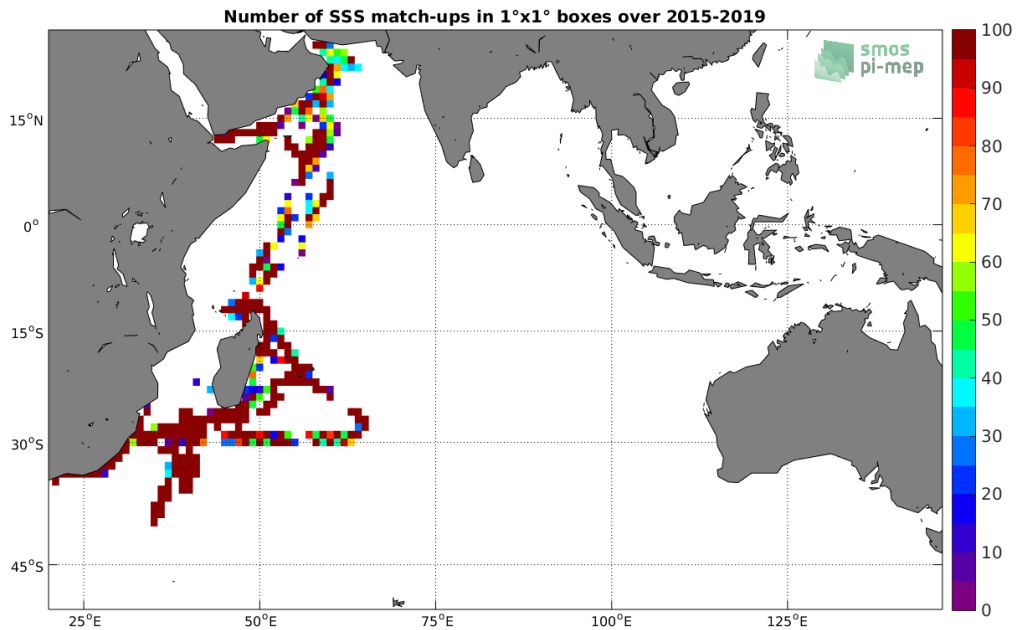 Number of SSS match-ups in 1°x1° boxes over 2015-2019
smos
pi-mep
100
90
80
70
60
50
40
30
20
10
0
15°N
0°
15°S
30°S
45°S
25°E
50°E
75°E
100°E
125°E